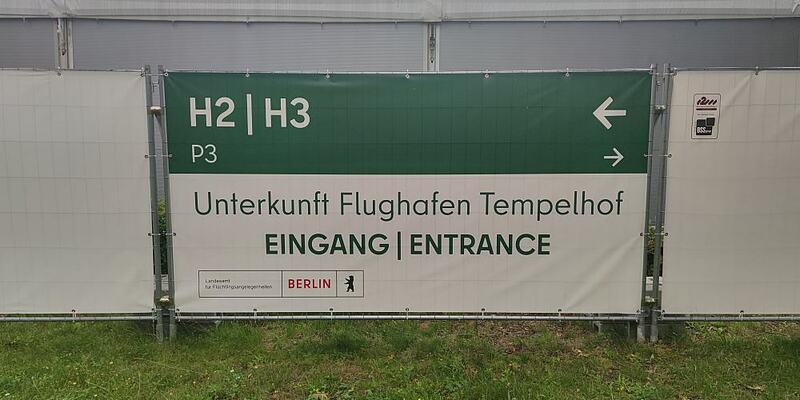 H2 | H3 ←
P3 →
Unterkunft Flughafen Tempelhof
EINGANG | ENTRANCE
Landesamt
für Flüchtlingsangelegenheiten
BERLIN